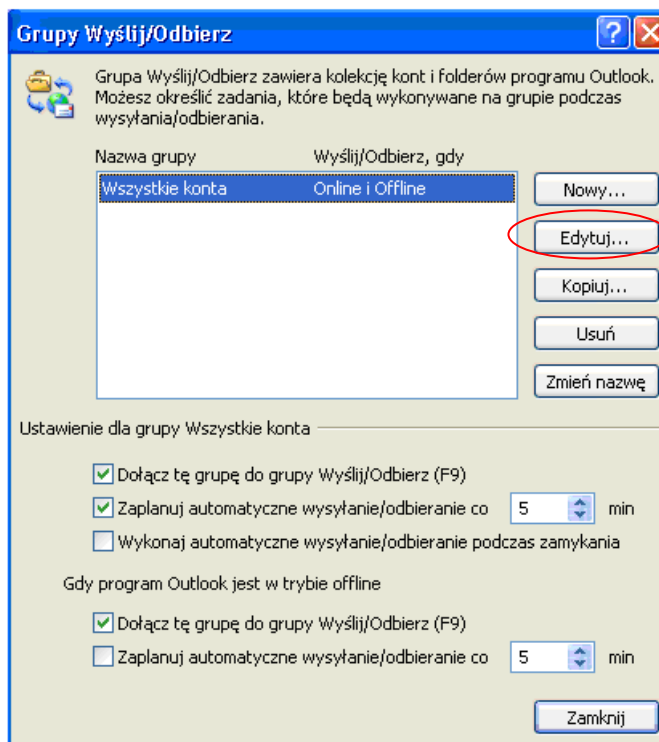 Grupy Wyślij/Odbierz
Grupa Wyślij/Odbierz zawiera kolekcję kont i folderów programu Outlook.
Możesz określić zadania, które będą wykonywane na grupie podczas
wysyłania/odbierania.
Nazwa grupy Wyślij/Odbierz, gdy
Wszystkie konta Online i Offline
Nowy...
Edytuj...
Kopiuj...
Usuń
Zmień nazwę
Ustawienie dla grupy Wszystkie konta
Dołącz tę grupę do grupy Wyślij/Odbierz (F9)
Zaplanuj automatyczne wysyłanie/odbieranie co 5 min
Wykonaj automatyczne wysyłanie/odbieranie podczas zamykania
Gdy program Outlook jest w trybie offline
Dołącz tę grupę do grupy Wyślij/Odbierz (F9)
Zaplanuj automatyczne wysyłanie/odbieranie co 5 min
Zamknij